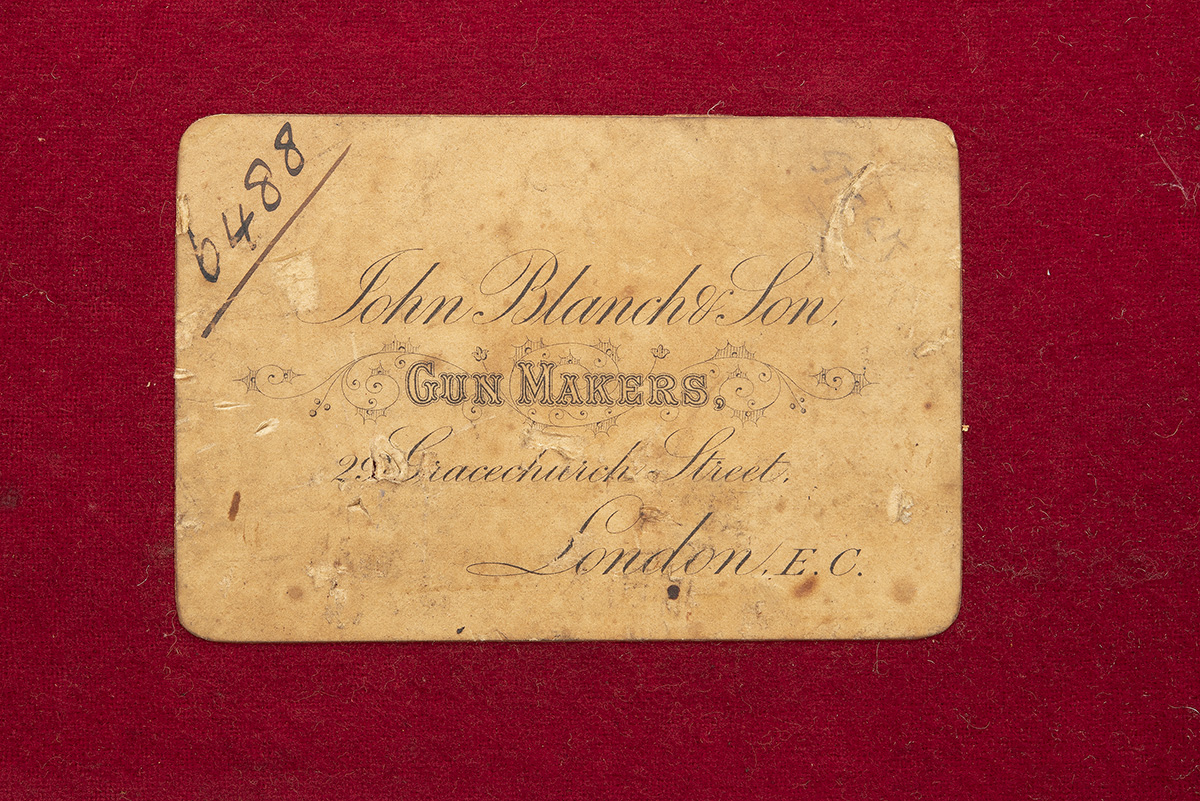 6488
John Blanch & Son,
GUN MAKERS,
29 Gracechurch Street.
London, E.C.